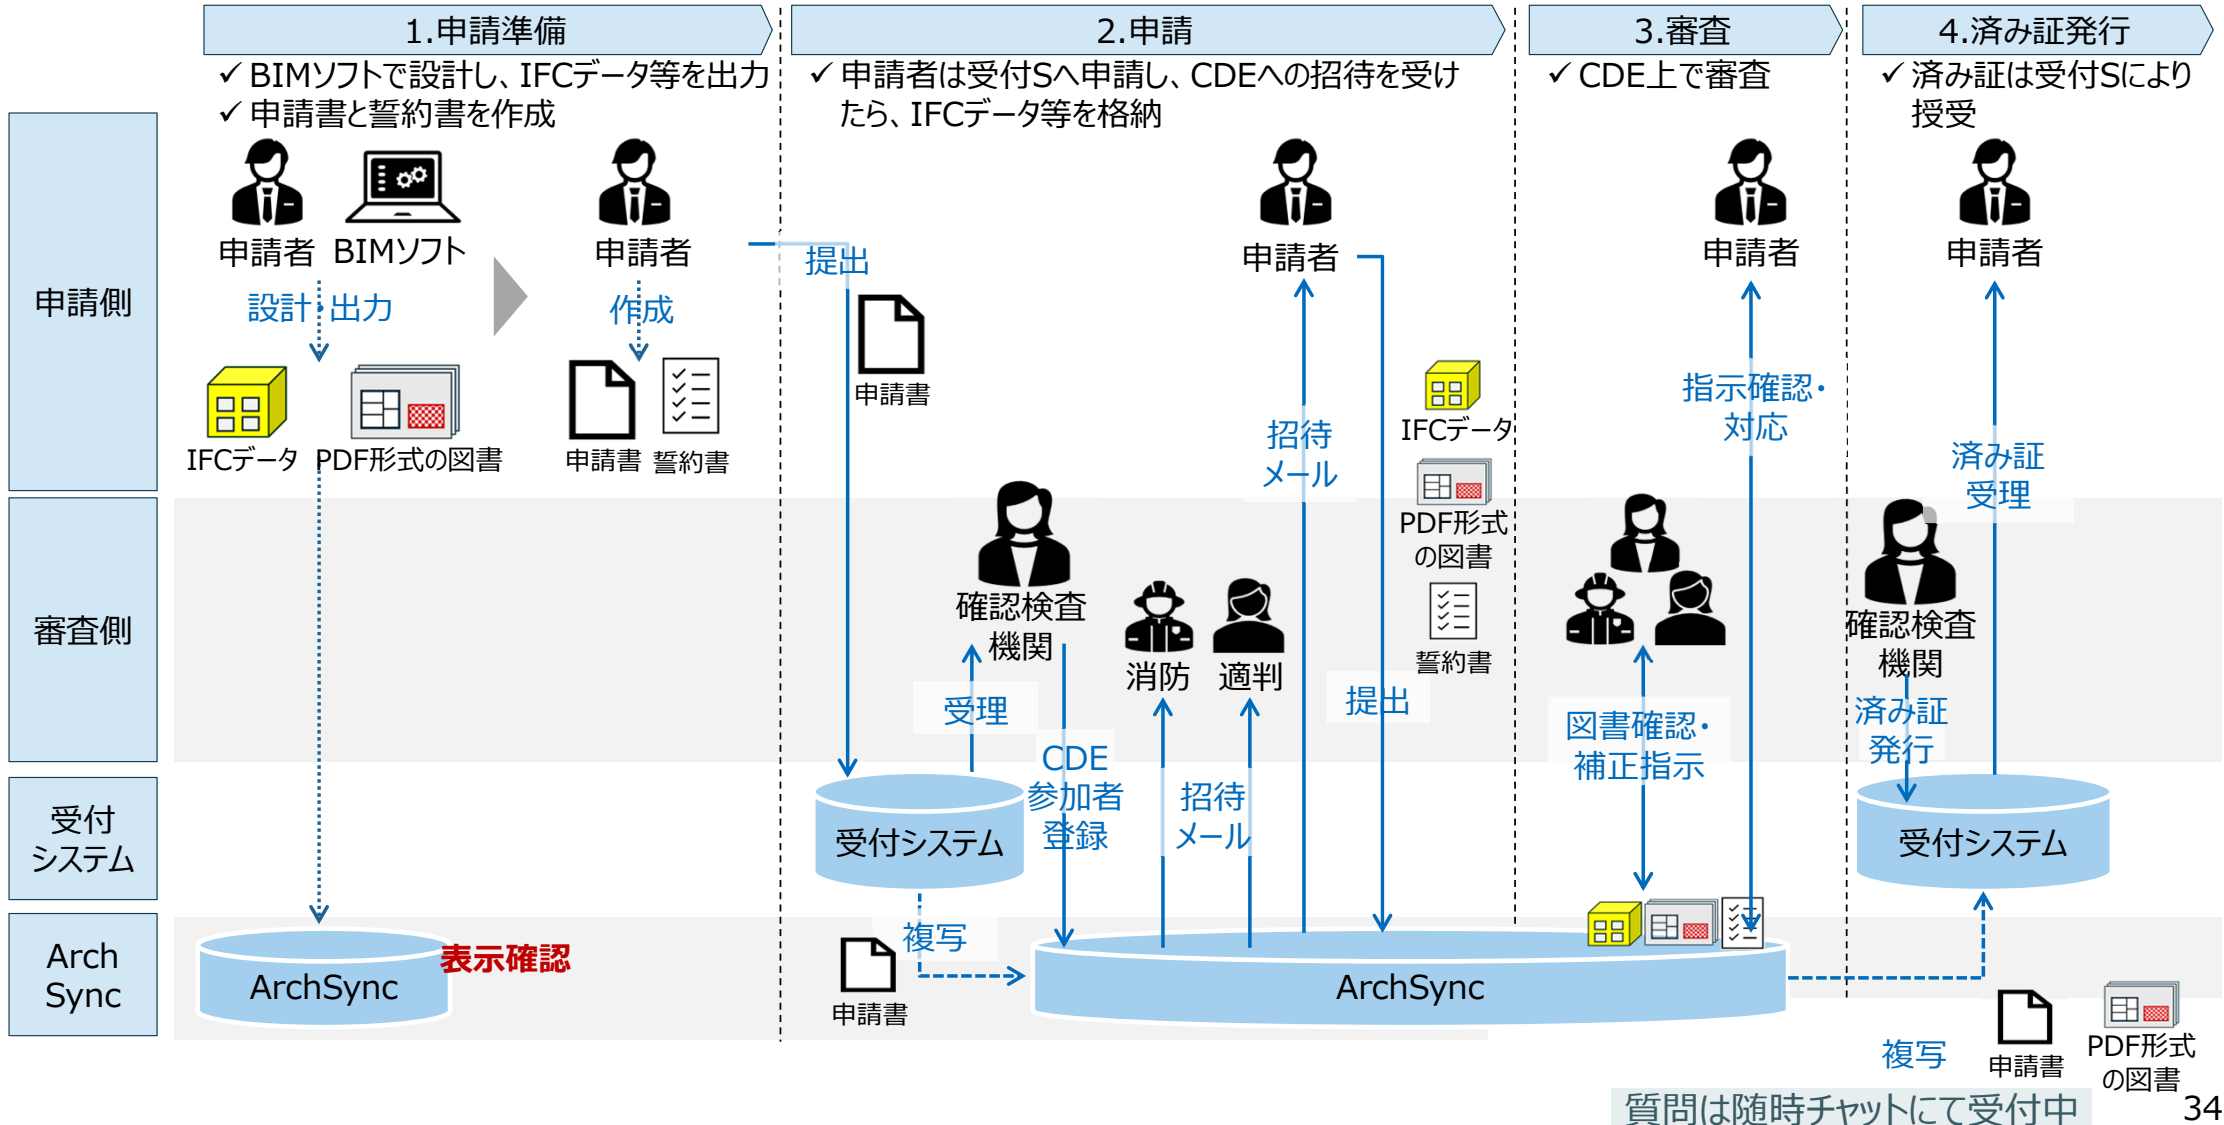 1.申請準備
2.申請
3.審査
4.済み証発行
✓ BIMソフトで設計し、IFCデータ等を出力
✓ 申請書と誓約書を作成
✓ 申請者は受付Sへ申請し、CDEへの招待を受け
たら、IFCデータ等を格納
✓ CDE上で審査
✓ 済み証は受付Sにより
授受
申請側
申請者
BIMソフト
設計・出力
IFCデータ
PDF形式の図書
申請者
作成
申請書
誓約書
提出
申請書
申請者
招待
メール
IFCデータ
PDF形式
の図書
誓約書
提出
申請者
指示確認・
対応
申請者
済み証
受理
審査側
確認検査
機関
受理
CDE
参加者
登録
消防
適判
招待
メール
図書確認・
補正指示
確認検査
機関
済み証
発行
受付
システム
受付システム
受付システム
Arch
Sync
ArchSync
表示確認
複写
申請書
ArchSync
複写
申請書
PDF形式
の図書
質問は随時チャットにて受付中
34